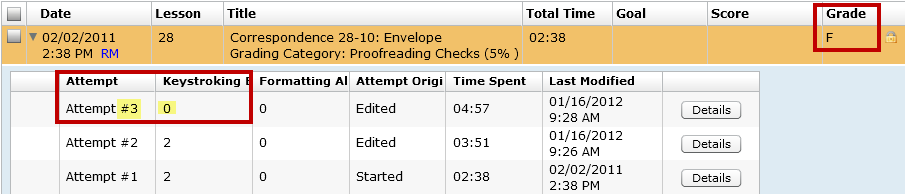 Date Lesson Title Total Time Goal Score Grade
02/02/2011 28 Correspondence 28-10: Envelope 02:38 F
2:38 PM RM Grading Category: Proofreading Checks (5% )
Attempt Keystroking E Formatting Al Attempt Origi Time Spent Last Modified
Attempt #3 0 0 Edited 04:57 01/16/2012 9:28 AM Details
Attempt #2 2 0 Edited 03:51 01/16/2012 9:26 AM Details
Attempt #1 2 0 Started 02:38 02/02/2011 2:38 PM Details